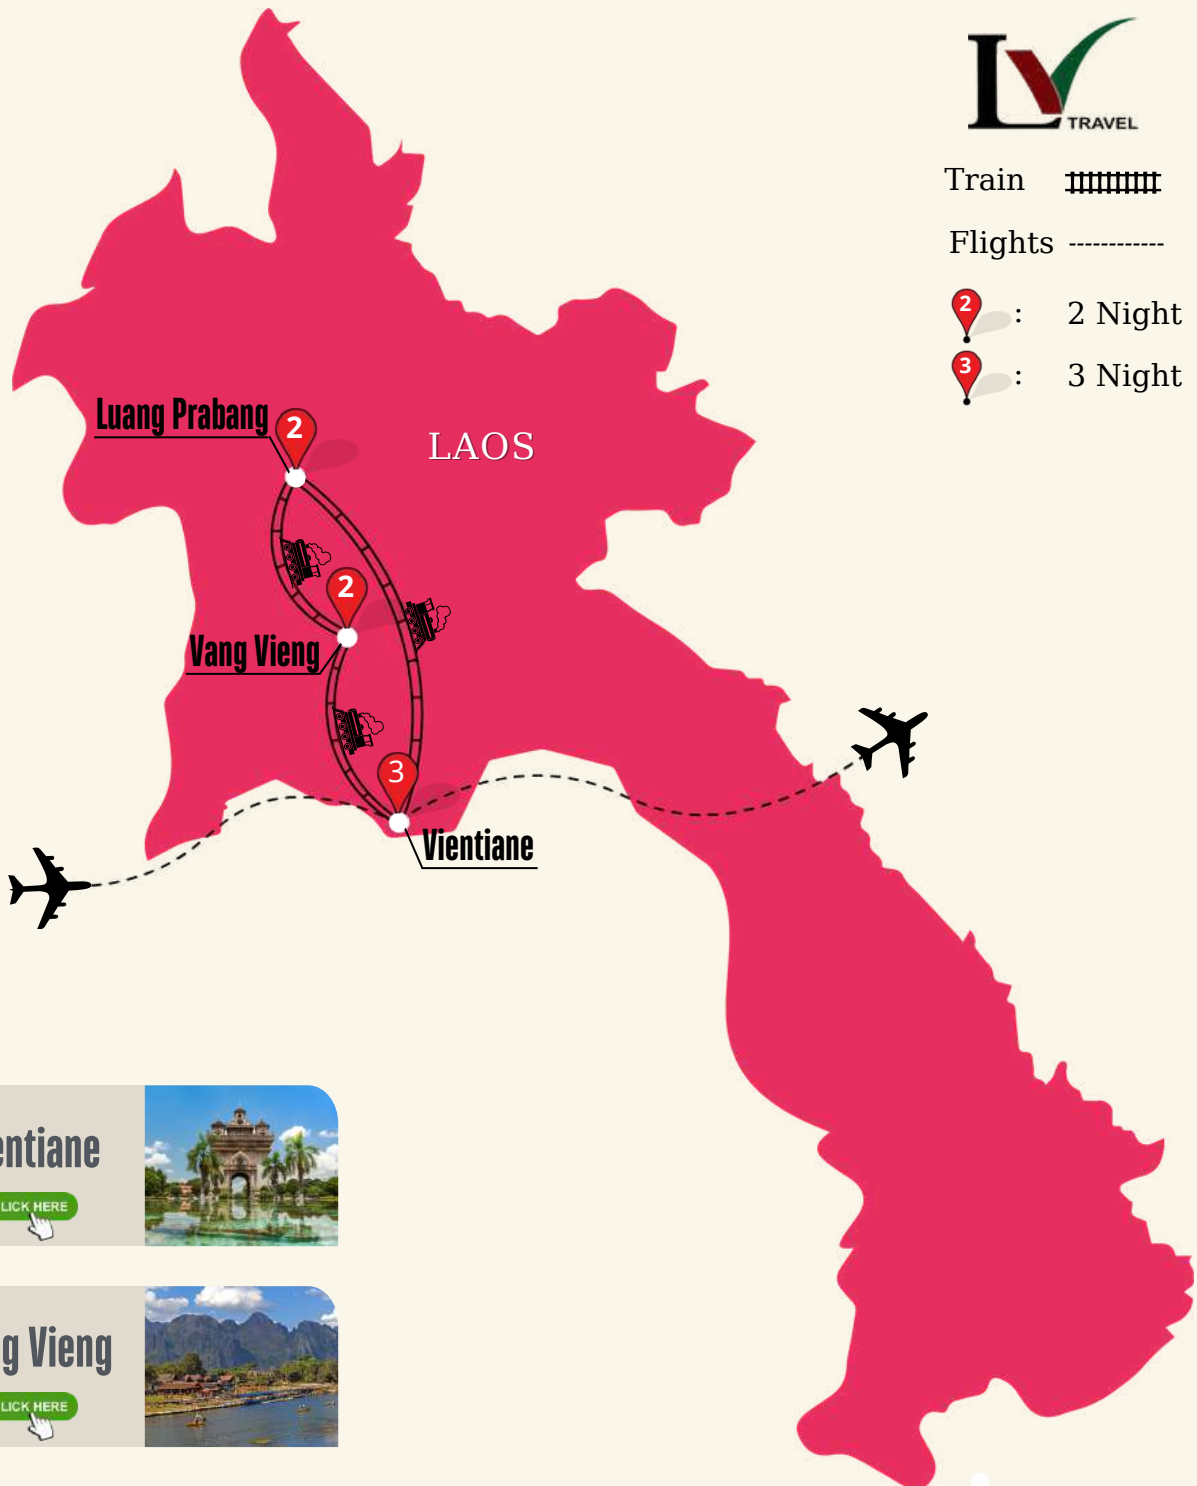 LV
TRAVEL
Train
Flights
2 : 2 Night
3 : 3 Night
Luang Prabang
2
LAOS
2
Vang Vieng
3
Vientiane
entiane
LICK HERE
g Vieng
LICK HERE